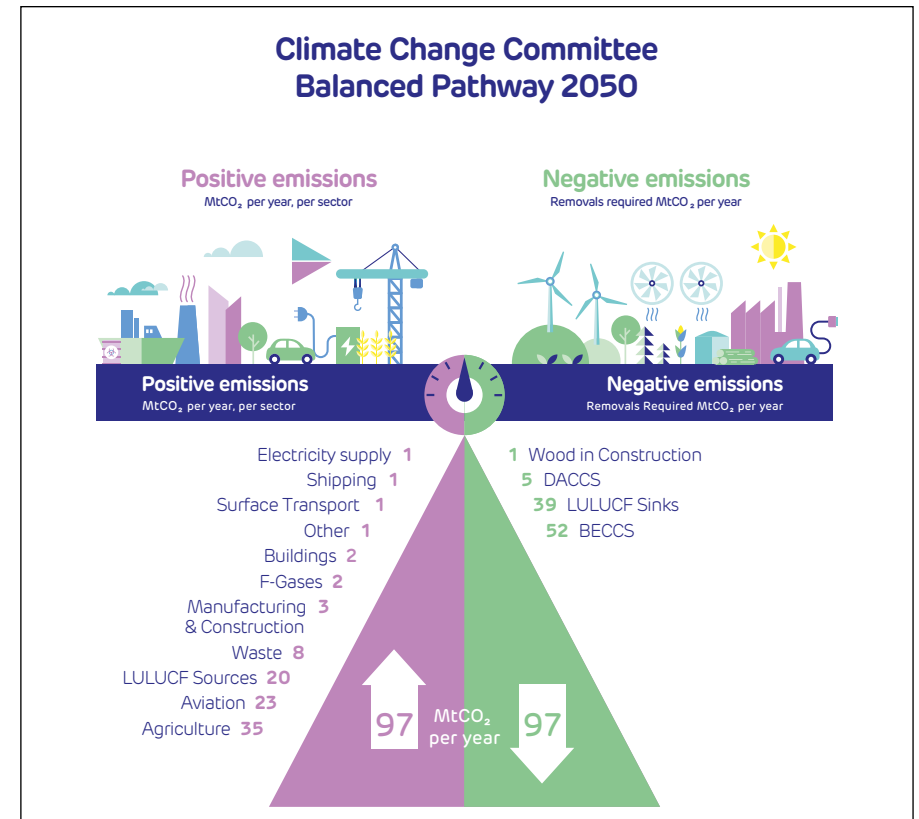 Climate Change Committee
Balanced Pathway 2050
Positive emissions
MtCO₂ per year, per sector
Negative emissions
Removals required MtCO₂ per year
Positive emissions
MtCO₂ per year, per sector
Negative emissions
Removals Required MtCO₂ per year
Electricity supply 1
Shipping 1
Surface Transport 1
Other 1
Buildings 2
F-Gases 2
Manufacturing 3
& Construction
Waste 8
LULUCF Sources 20
Aviation 23
Agriculture 35
1 Wood in Construction
5 DACCS
39 LULUCF Sinks
52 BECCS
97
MtCO₂
per year
97